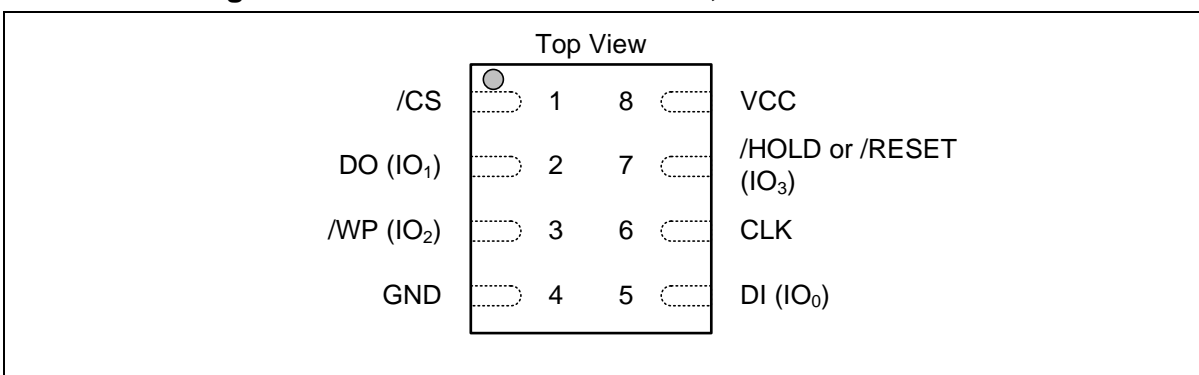 Top View
/CS 1 8 VCC
DO (IO₁) 2 7 /HOLD or /RESET
(IO₃)
/WP (IO₂) 3 6 CLK
GND 4 5 DI (IO₀)